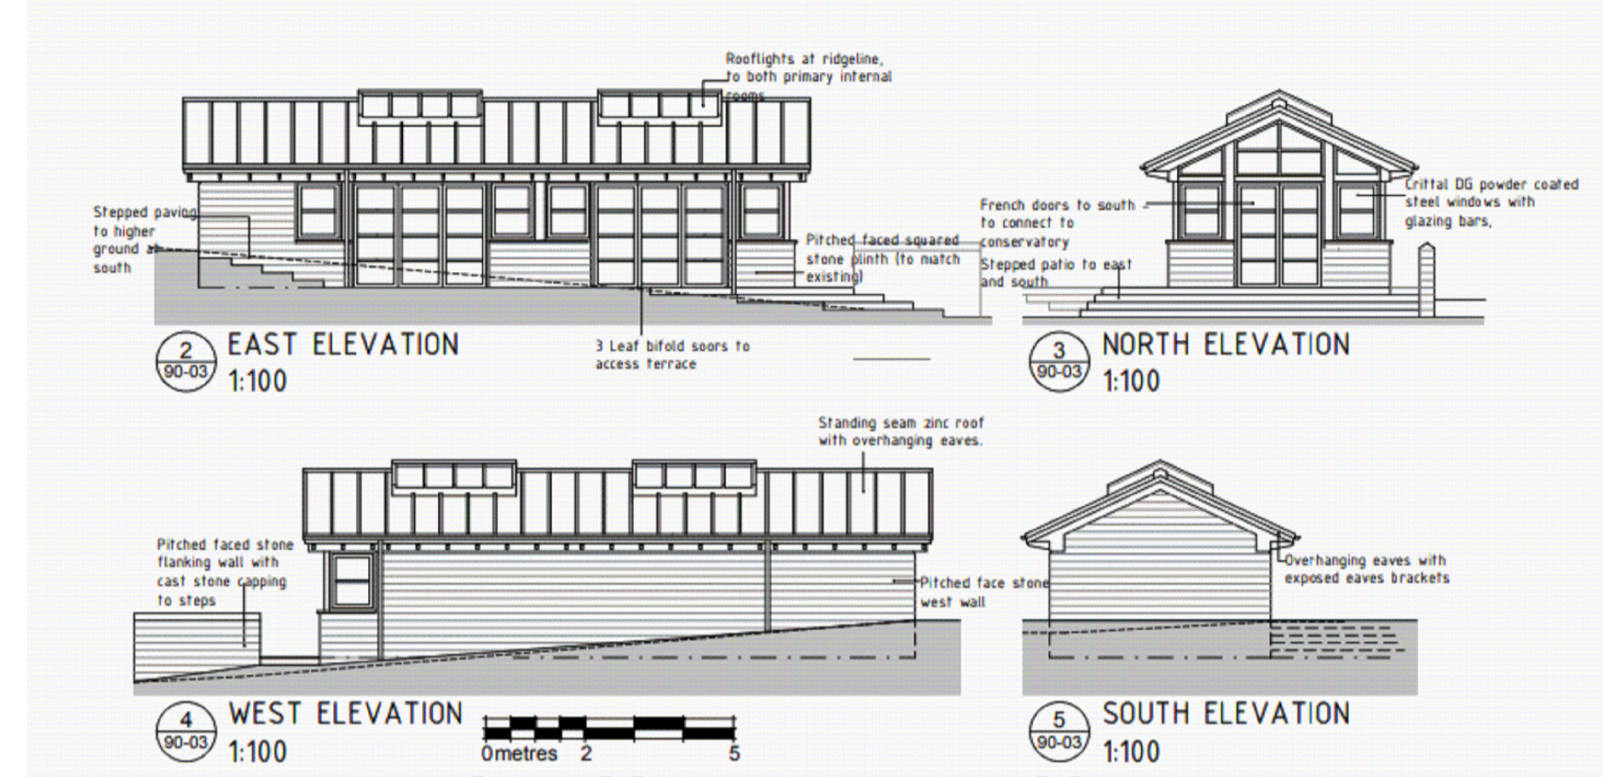 Rooflights at ridgeline,
to both primary internal
rooms
Stepped paving
to higher
ground at
south
Pitched faced squared
stone plinth (to match
existing)
3 Leaf bifold soors to
access terrace
2
90-03
EAST ELEVATION
1:100
French doors to south
to connect to
conservatory
Stepped patio to east
and south
Crittal DG powder coated
steel windows with
glazing bars,
3
90-03
NORTH ELEVATION
1:100
Standing seam zinc roof
with overhanging eaves.
Pitched faced stone
flanking wall with
cast stone capping
to steps
Pitched face stone
west wall
4
90-03
WEST ELEVATION
1:100
0metres 2 5
Overhanging eaves with
exposed eaves brackets
5
90-03
SOUTH ELEVATION
1:100